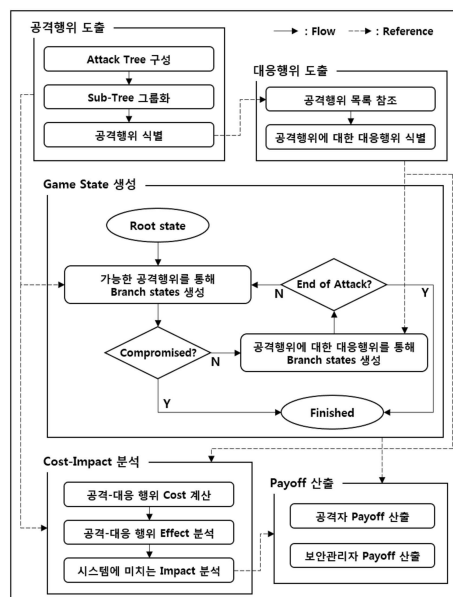 공격행위 도출
: Flow
: Reference
Attack Tree 구성
Sub-Tree 그룹화
공격행위 식별
대응행위 도출
공격행위 목록 참조
공격행위에 대한 대응행위 식별
Game State 생성
Root state
가능한 공격행위를 통해
Branch states 생성
End of Attack?
N
Y
Compromised?
N
공격행위에 대한 대응행위를 통해
Branch states 생성
Y
Finished
Cost-Impact 분석
공격-대응 행위 Cost 계산
공격-대응 행위 Effect 분석
시스템에 미치는 Impact 분석
Payoff 산출
공격자 Payoff 산출
보안관리자 Payoff 산출